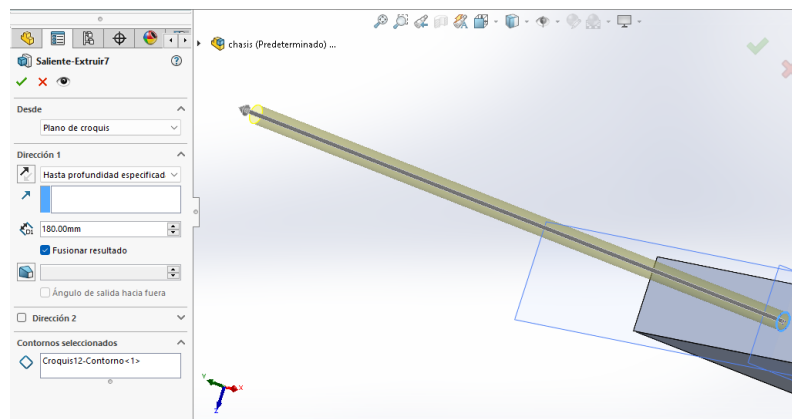 chasis (Predeterminado) ...
Saliente-Extruir7
Desde
Plano de croquis
Dirección 1
Hasta profundidad especificad
D1
180.00mm
Fusionar resultado
Ángulo de salida hacia fuera
Dirección 2
Contornos seleccionados
Croquis12-Contorno<1>
Y
X
Z